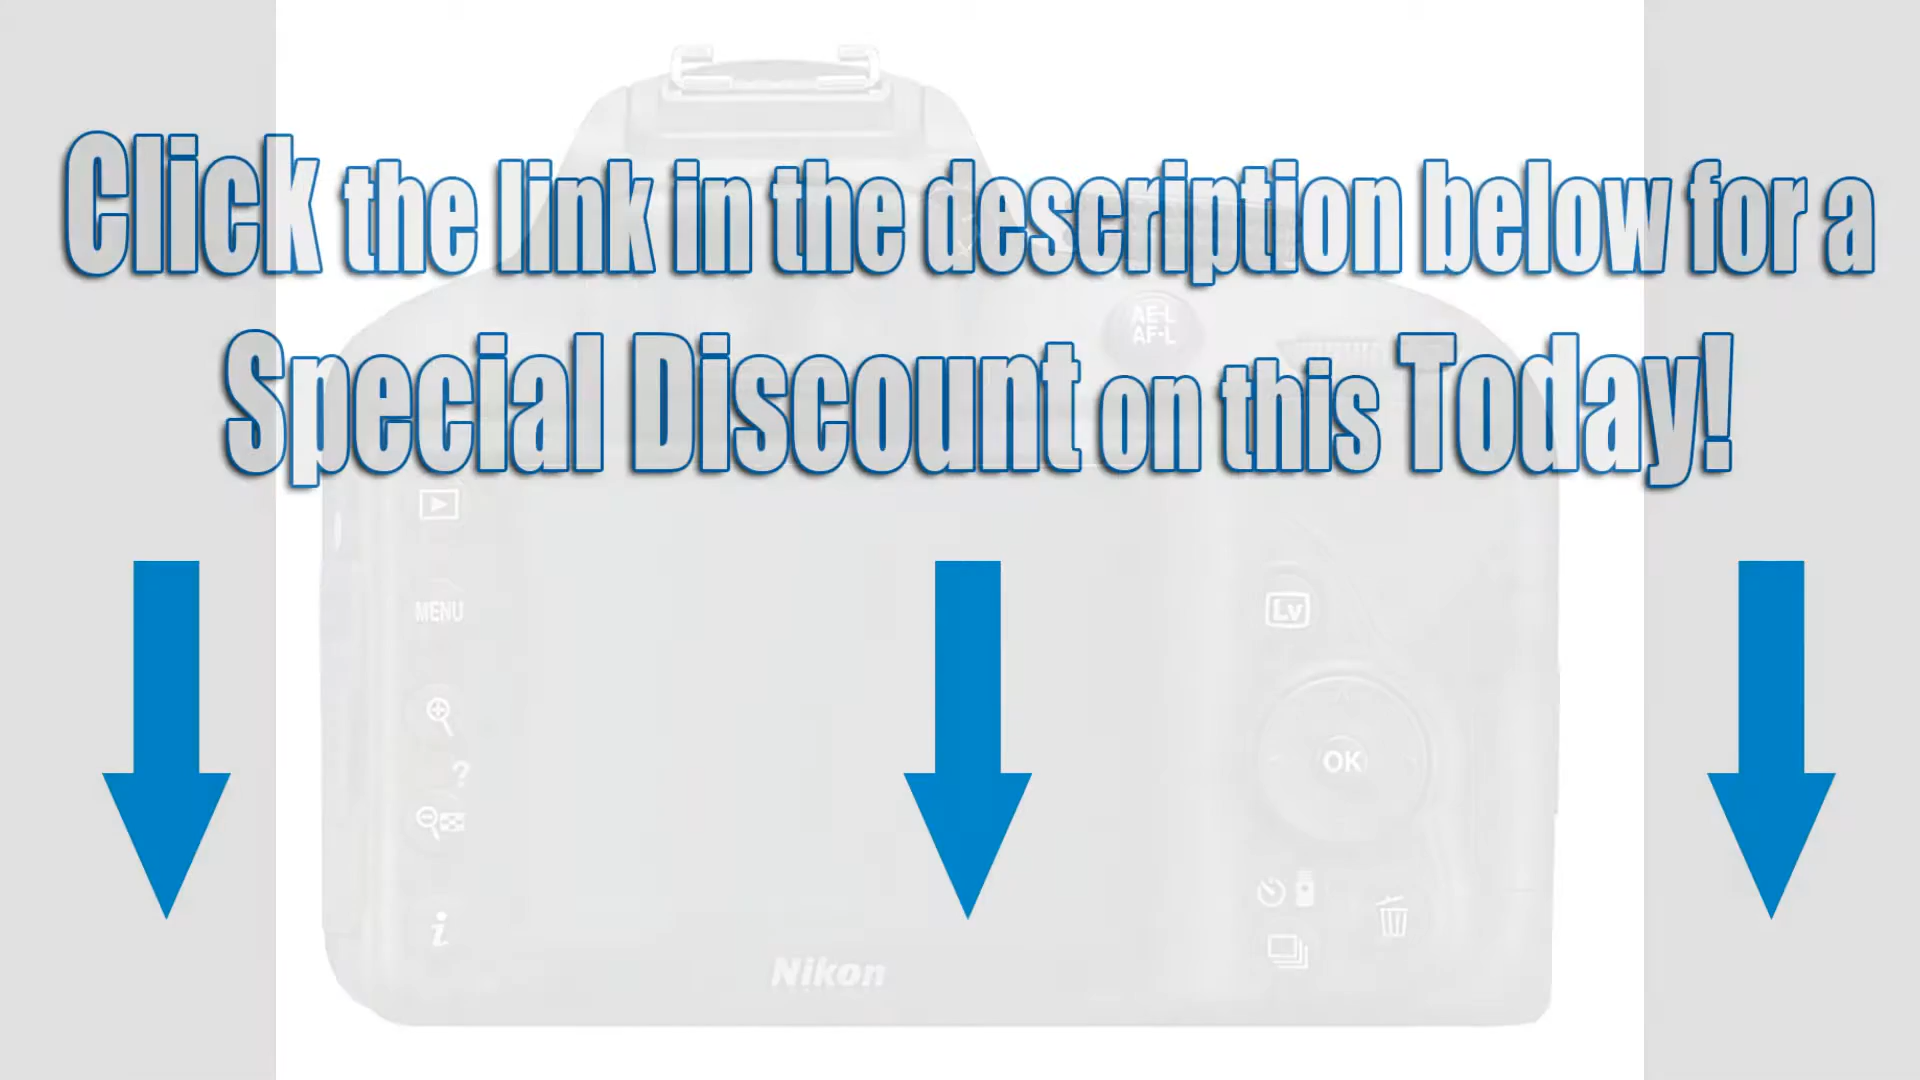 Click the link in the description below for a
Special Discount on this Today!
AE-L
AF-L
MENU
Lv
?
OK
i
Nikon